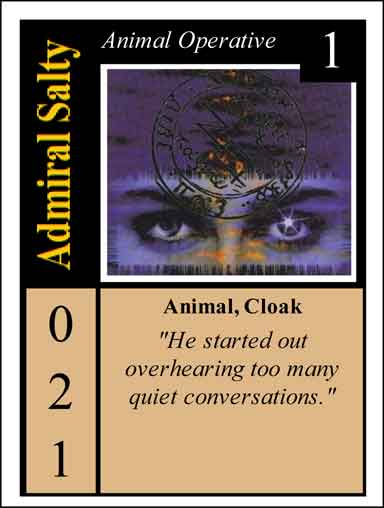 Animal Operative
1
Admiral Salty
0
2
1
Animal, Cloak
"He started out
overhearing too many
quiet conversations."